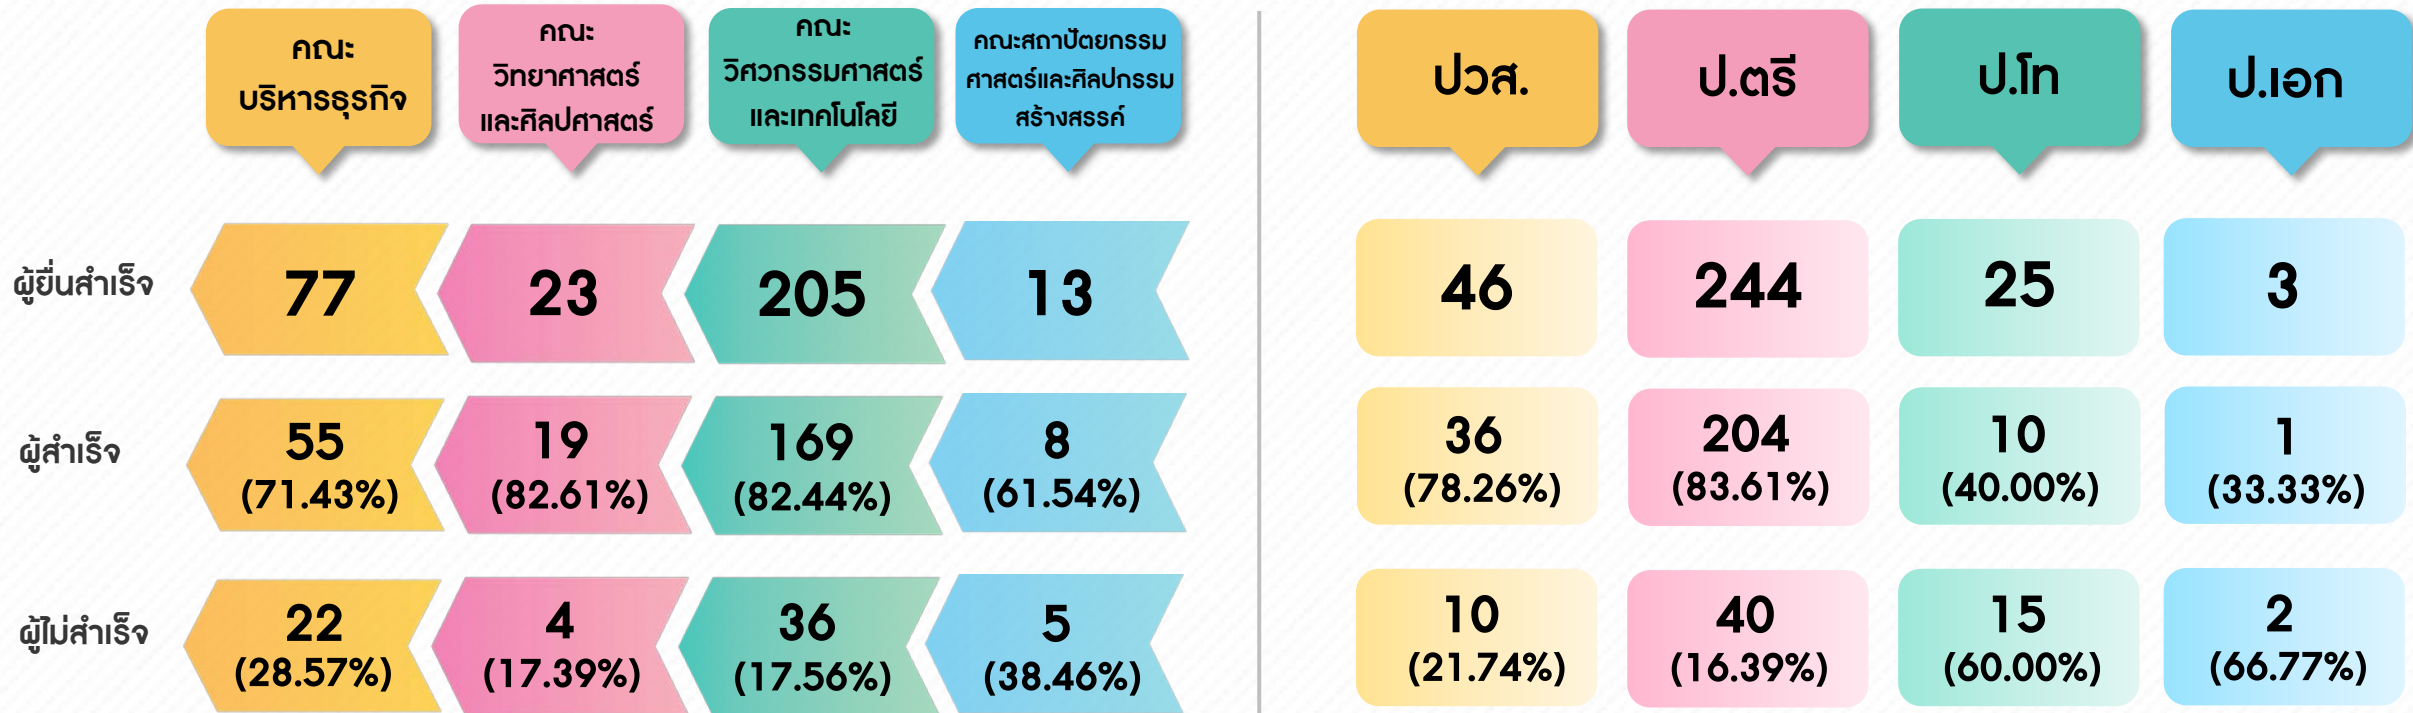 คณะ
บริหารธุรกิจ
คณะ
วิทยาศาสตร์
และศิลปศาสตร์
คณะ
วิศวกรรมศาสตร์
และเทคโนโลยี
คณะสถาปัตยกรรม
ศาสตร์และศิลปกรรม
สร้างสรรค์
ปวส.
ป.ตรี
ป.โท
ป.เอก
ผู้ยื่นสำเร็จ
77
23
205
13
46
244
25
3
ผู้สำเร็จ
55
(71.43%)
19
(82.61%)
169
(82.44%)
8
(61.54%)
36
(78.26%)
204
(83.61%)
10
(40.00%)
1
(33.33%)
ผู้ไม่สำเร็จ
22
(28.57%)
4
(17.39%)
36
(17.56%)
5
(38.46%)
10
(21.74%)
40
(16.39%)
15
(60.00%)
2
(66.77%)